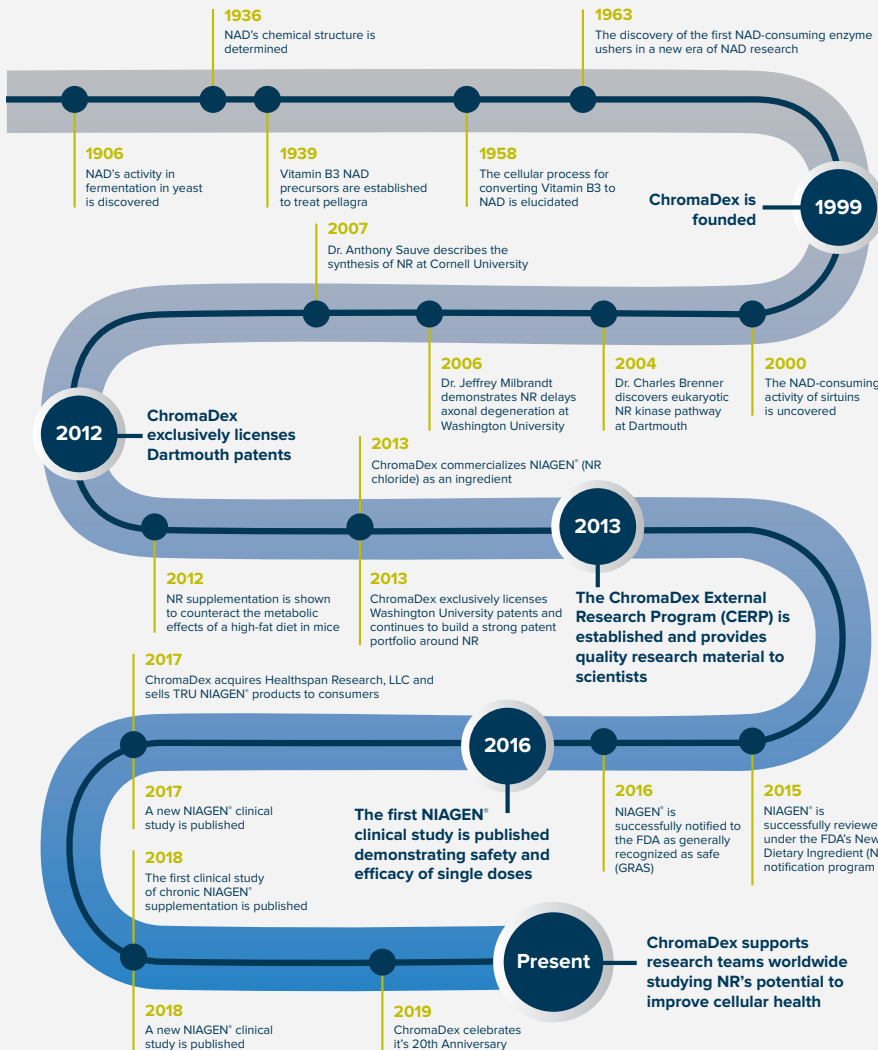 1936
NAD's chemical structure is
determined
1963
The discovery of the first NAD-consuming enzyme
ushers in a new era of NAD research
1906
NAD's activity in
fermentation in yeast
is discovered
1939
Vitamin B3 NAD
precursors are established
to treat pellagra
1958
The cellular process for
converting Vitamin B3 to
NAD is elucidated
ChromaDex is
founded
1999
2007
Dr. Anthony Sauve describes the
synthesis of NR at Cornell University
2006
Dr. Jeffrey Milbrandt
demonstrates NR delays
axonal degeneration at
Washington University
2004
Dr. Charles Brenner
discovers eukaryotic
NR kinase pathway
at Dartmouth
2000
The NAD-consuming
activity of sirtuins
is uncovered
2012
ChromaDex
exclusively licenses
Dartmouth patents
2013
ChromaDex commercializes NIAGEN® (NR
chloride) as an ingredient
2013
2012
NR supplementation is shown
to counteract the metabolic
effects of a high-fat diet in mice
2013
ChromaDex exclusively licenses
Washington University patents and
continues to build a strong patent
portfolio around NR
The ChromaDex External
Research Program (CERP) is
established and provides
quality research material to
scientists
2017
ChromaDex acquires Healthspan Research, LLC and
sells TRU NIAGEN® products to consumers
2016
2017
A new NIAGEN® clinical
study is published
The first NIAGEN®
clinical study is published
demonstrating safety and
efficacy of single doses
2016
NIAGEN® is
successfully notified to
the FDA as generally
recognized as safe
(GRAS)
2015
NIAGEN® is
successfully reviewe
under the FDA's New
Dietary Ingredient (N
notification program
2018
The first clinical study
of chronic NIAGEN®
supplementation is published
Present
ChromaDex supports
research teams worldwide
studying NR's potential to
improve cellular health
2018
A new NIAGEN® clinical
study is published
2019
ChromaDex celebrates
it's 20th Anniversary